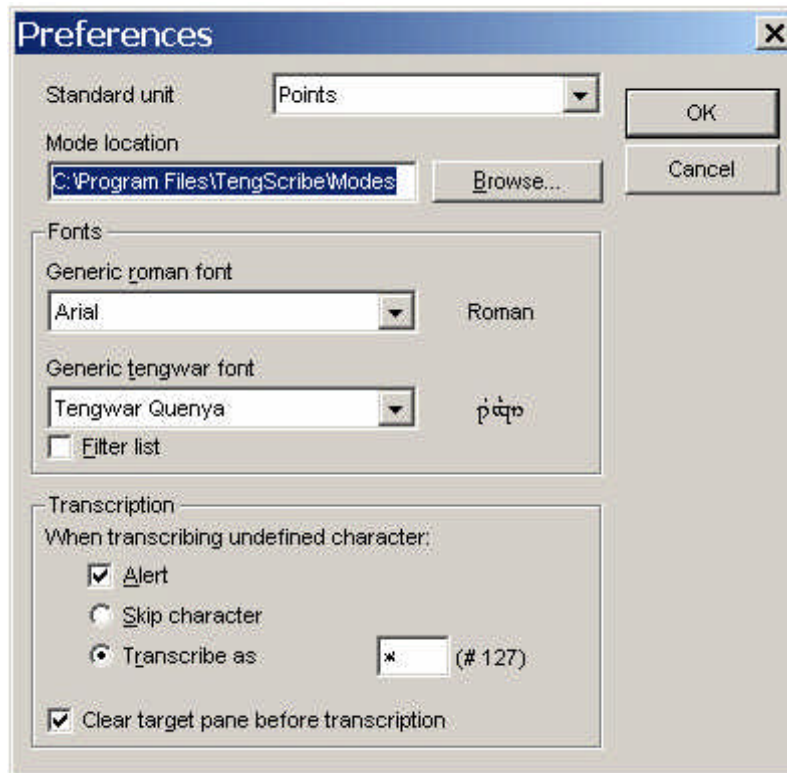 Preferences
Standard unit Points OK
Mode location
C:\Program Files\TengScribe\Modes Browse... Cancel
Fonts
Generic roman font
Arial Roman
Generic tengwar font
Tengwar Quenya
Filter list
Transcription
When transcribing undefined character:
Alert
Skip character
Transcribe as * (# 127)
Clear target pane before transcription